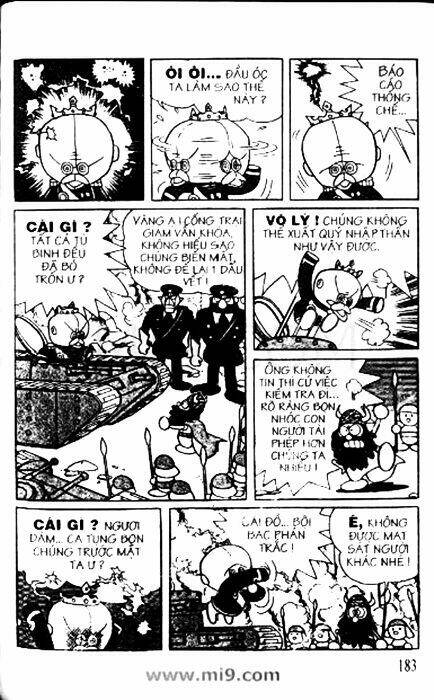 ÔI ÔI... ĐẦU ÓC
TA LÀM SAO THẾ
NÀY ?
BÁO
CÁO
THỐNG
CHẾ...
CÁI GÌ ?
TẤT CẢ TÙ
BINH ĐỀU
ĐÃ BỎ
TRỐN Ư ?
VÂNG Ạ ! CỔNG TRẠI
GIAM VẪN KHÓA,
KHÔNG HIỂU SAO
CHÚNG BIẾN MẤT,
KHÔNG ĐỂ LẠI 1 DẤU
VẾT !
VÔ LÝ ! CHÚNG KHÔNG
THỂ XUẤT QUỶ NHẬP THẦN
NHƯ VẬY ĐƯỢC.
ÔNG KHÔNG
TIN THÌ CỨ VIỆC
KIỂM TRA ĐI...
RÕ RÀNG BỌN
NHÓC CON
NGƯỜI TÀI
PHÉP HƠN
CHÚNG TA
NHIỀU !
CÁI GÌ ? NGƯƠI
DÁM... CA TỤNG BỌN
CHÚNG TRƯỚC MẶT
TA Ư ?
LẠI ĐỒ... BỘI
BẠC PHẢN
TRẮC !
Ê, KHÔNG
ĐƯỢC MẠT
SÁT NGƯỜI
KHÁC NHÉ !
183
www.mi9.com